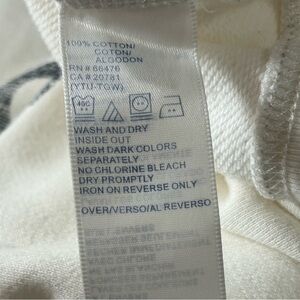 100% COTTON/
COTON/
ALGODON
RN # 66476
CA # 20781
(YTU-TGW)
40C
WASH AND DRY
INSIDE OUT
WASH DARK COLORS
SEPARATELY
NO CHLORINE BLEACH
DRY PROMPTLY
IRON ON REVERSE ONLY
OVER/VERSO/AL REVERSO